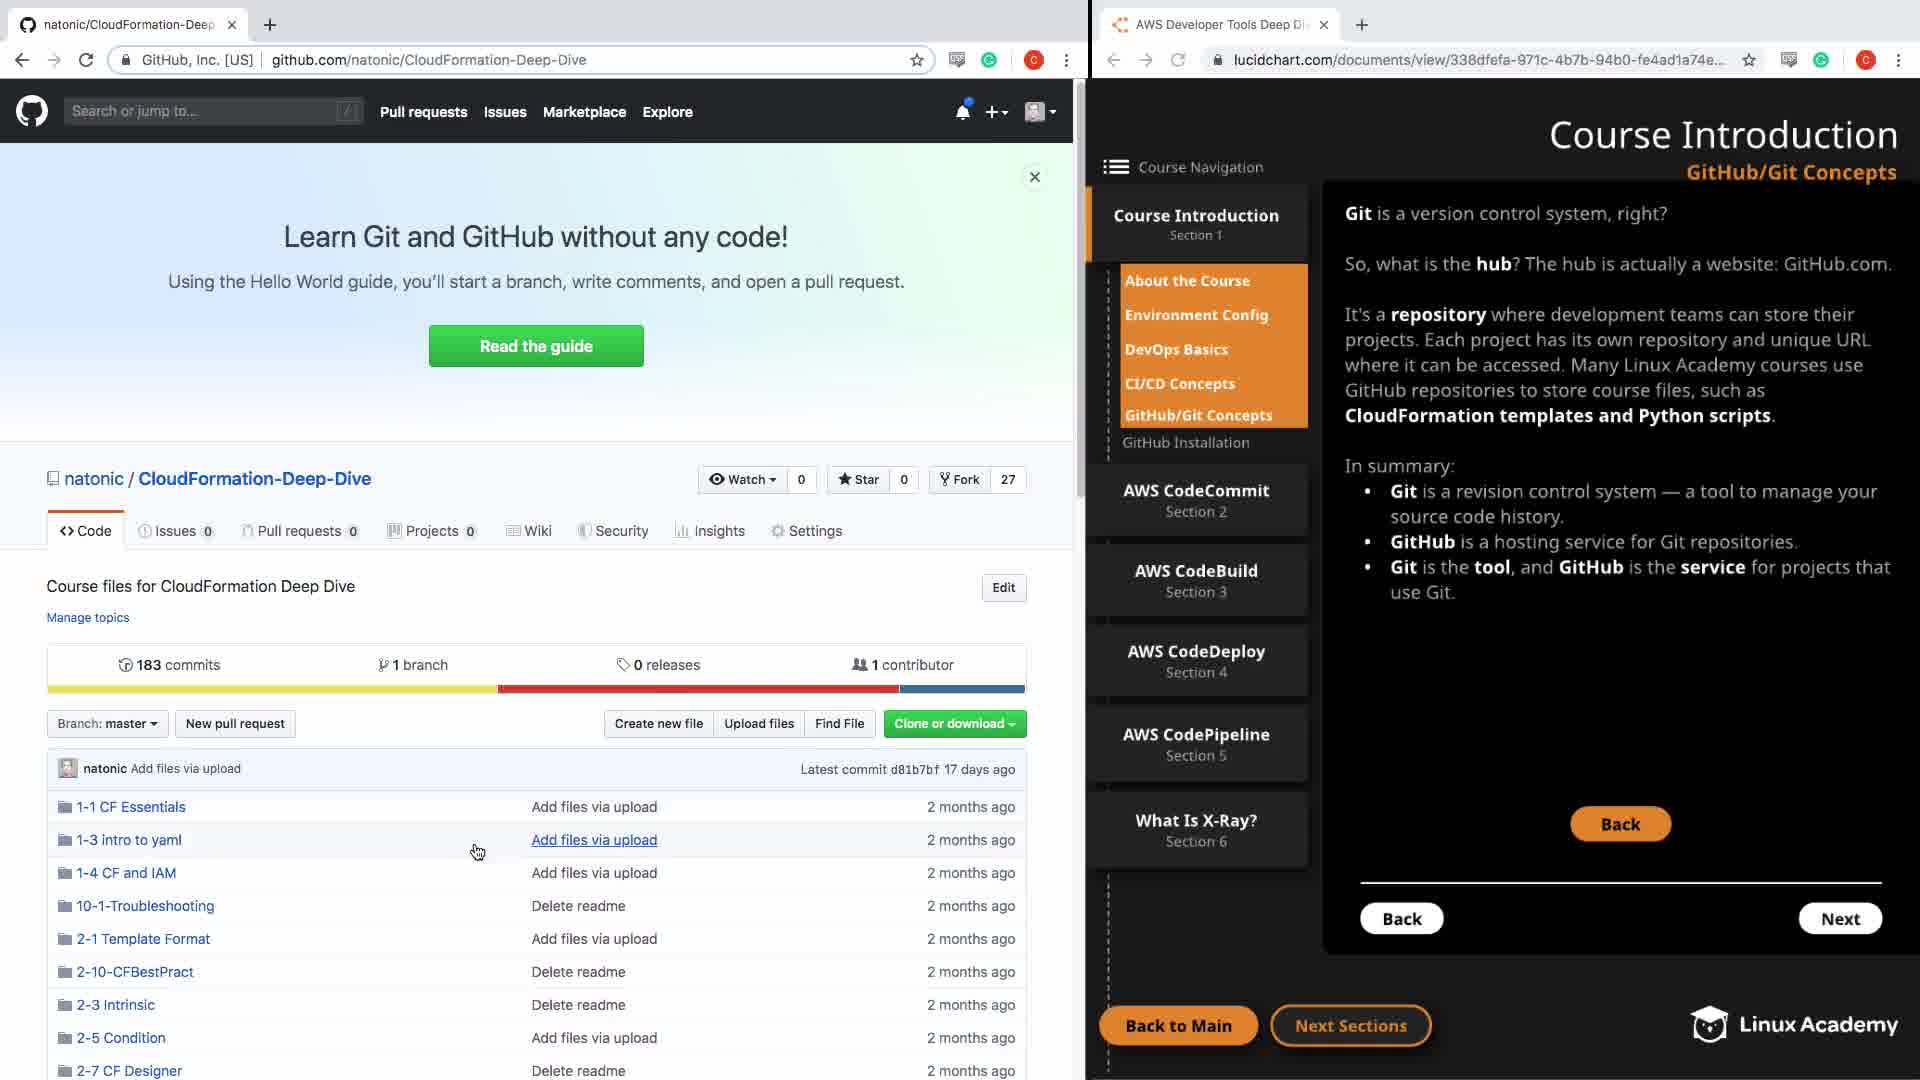 natonic/CloudFormation-Deep
GitHub, Inc. [US] github.com/natonic/CloudFormation-Deep-Dive
Search or jump to... /
Pull requests Issues Marketplace Explore
Learn Git and GitHub without any code!
Using the Hello World guide, you'll start a branch, write comments, and open a pull request.
Read the guide
natonic / CloudFormation-Deep-Dive
Watch 0 Star 0 Fork 27
Code Issues 0 Pull requests 0 Projects 0 Wiki Security Insights Settings
Course files for CloudFormation Deep Dive
Edit
Manage topics
183 commits 1 branch 0 releases 1 contributor
Branch: master New pull request Create new file Upload files Find File Clone or download
natonic Add files via upload Latest commit d81b7bf 17 days ago
1-1 CF Essentials Add files via upload 2 months ago
1-3 intro to yaml Add files via upload 2 months ago
1-4 CF and IAM Add files via upload 2 months ago
10-1-Troubleshooting Delete readme 2 months ago
2-1 Template Format Add files via upload 2 months ago
2-10-CFBestPract Delete readme 2 months ago
2-3 Intrinsic Delete readme 2 months ago
2-5 Condition Add files via upload 2 months ago
2-7 CF Designer Delete readme 2 months ago
AWS Developer Tools Deep Di
lucidchart.com/documents/view/338dfefa-971c-4b7b-94b0-fe4ad1a74e...
C
C
Course Introduction
GitHub/Git Concepts
Course Navigation
Course Introduction
Section 1
About the Course
Environment Config
DevOps Basics
CI/CD Concepts
GitHub/Git Concepts
GitHub Installation
AWS CodeCommit
Section 2
AWS CodeBuild
Section 3
AWS CodeDeploy
Section 4
AWS CodePipeline
Section 5
What Is X-Ray?
Section 6
Git is a version control system, right?
So, what is the hub? The hub is actually a website: GitHub.com.
It's a repository where development teams can store their
projects. Each project has its own repository and unique URL
where it can be accessed. Many Linux Academy courses use
GitHub repositories to store course files, such as
CloudFormation templates and Python scripts.
In summary:
• Git is a revision control system — a tool to manage your
source code history.
• GitHub is a hosting service for Git repositories.
• Git is the tool, and GitHub is the service for projects that
use Git.
Back
Back Next
Back to Main Next Sections
Linux Academy